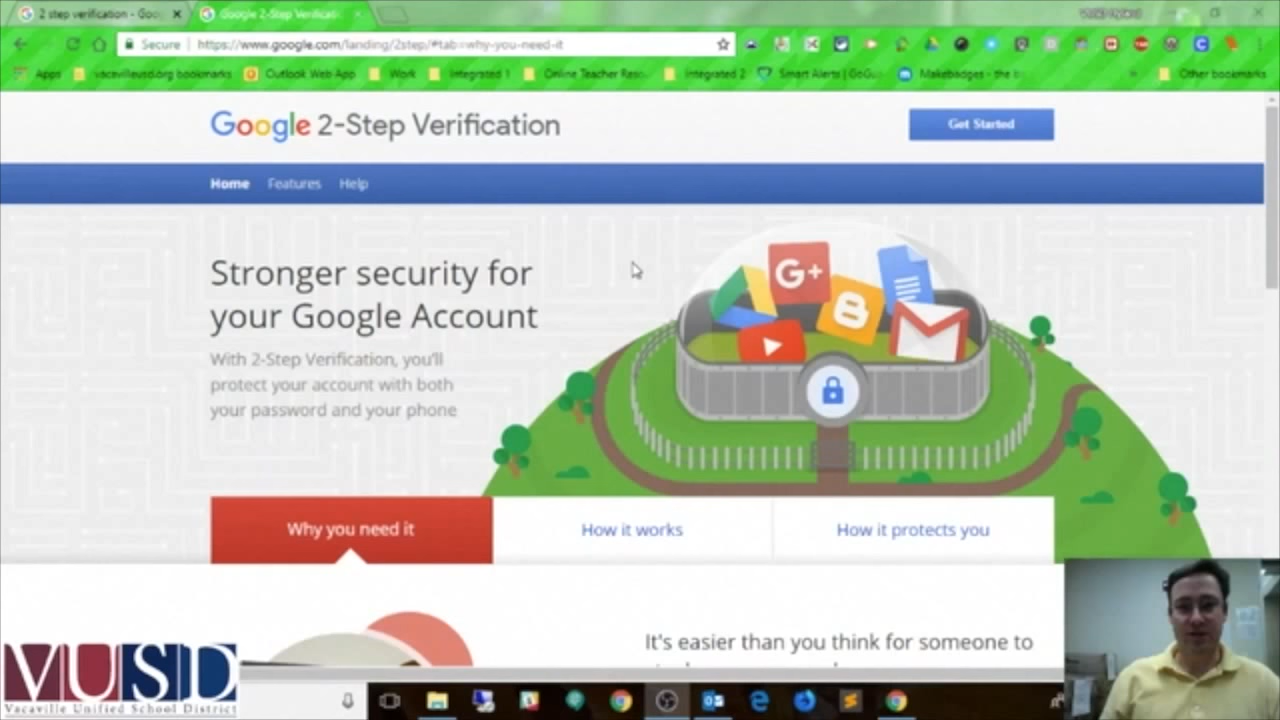 2 step verification - Goo
Google 2-Step Verificati
Secure
https://www.google.com/landing/2step/#tab=why-you-need-it
Apps
vacavilleusd.org bookmarks
Outlook Web App
Work
Integrated 1
Online Teacher Reso
Integrated 2
Smart Alerts | GoGu
Makebadges - the b
»
Other bookmarks
Google 2-Step Verification
Get Started
Home
Features
Help
Stronger security for
your Google Account
With 2-Step Verification, you'll
protect your account with both
your password and your phone
G+
Why you need it
How it works
How it protects you
It's easier than you think for someone to
VUSD
Vacaville Unified School District